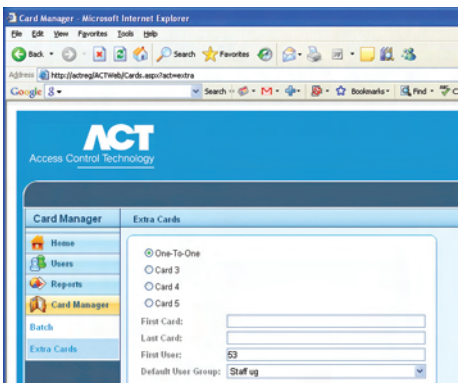 Card Manager - Microsoft Internet Explorer
File Edit View Favorites Tools Help
Back Search Favorites
Address http://actreg/ACTWeb/Cards.aspx?act=extra
Google Search Bookmarks Find
ACT
Access Control Technology
Card Manager Extra Cards
Home
Users
Reports
Card Manager
Batch
Extra Cards
One-To-One
Card 3
Card 4
Card 5
First Card:
Last Card:
First User: 53
Default User Group: Staff ug